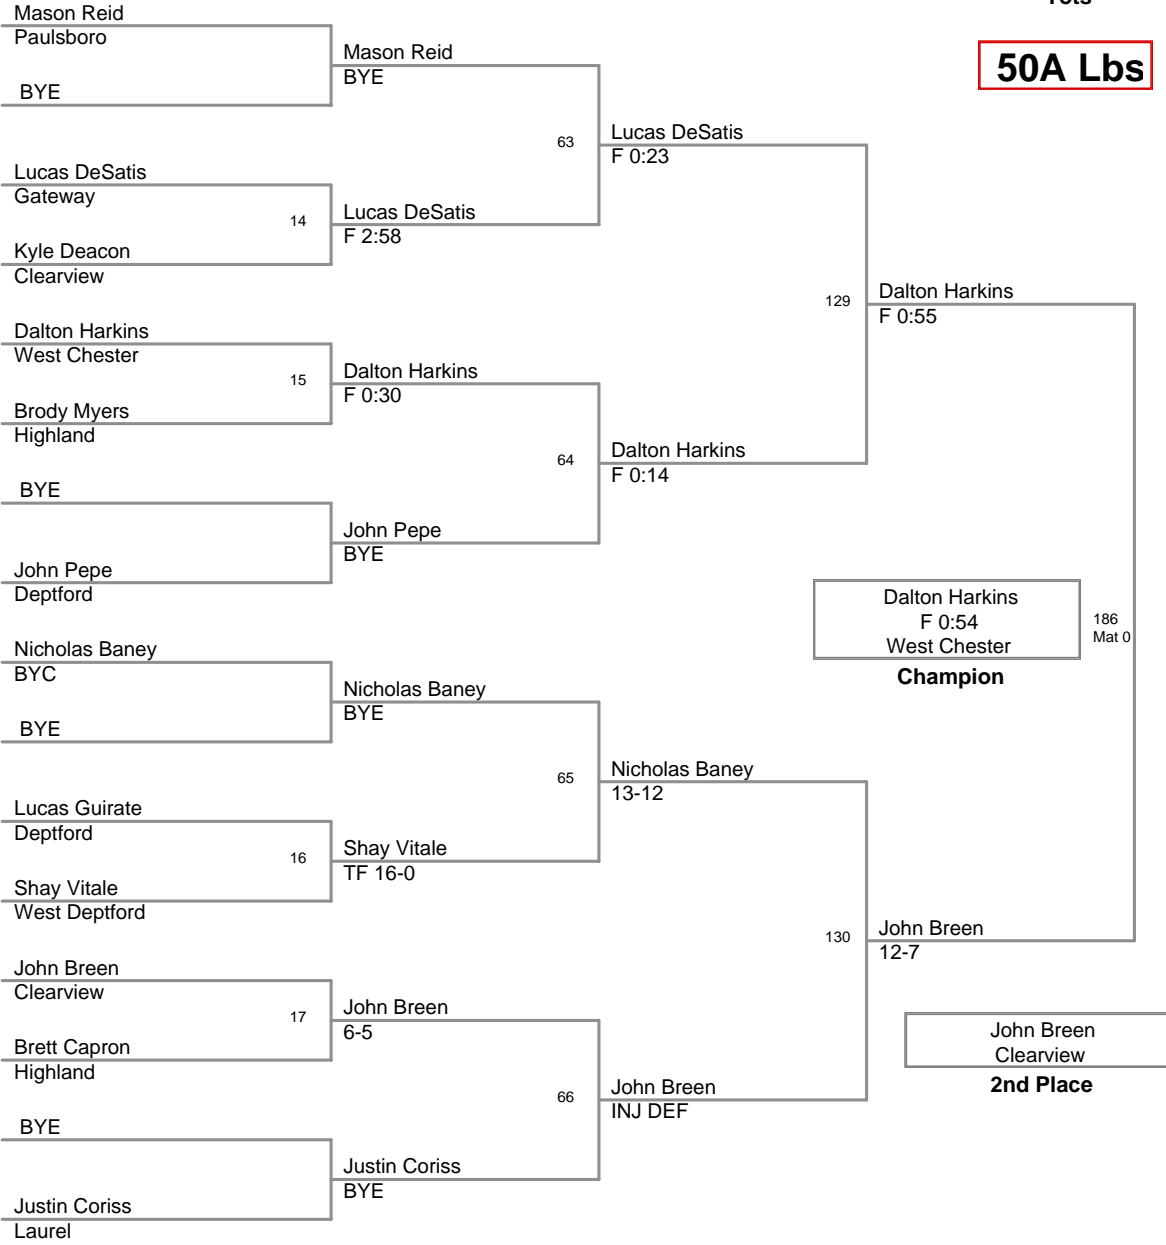 Tots
50A Lbs
Mason Reid
Paulsboro
BYE
Lucas DeSatis
Gateway
14
Kyle Deacon
Clearview
Dalton Harkins
West Chester
15
Brody Myers
Highland
BYE
John Pepe
Deptford
Nicholas Baney
BYC
BYE
Lucas Guirate
Deptford
16
Shay Vitale
West Deptford
John Breen
Clearview
17
Brett Capron
Highland
BYE
Justin Coriss
Laurel
Mason Reid
BYE
63
Lucas DeSatis
F 2:58
Dalton Harkins
F 0:30
64
John Pepe
BYE
Nicholas Baney
BYE
65
Shay Vitale
TF 16-0
John Breen
6-5
66
Justin Coriss
BYE
Lucas DeSatis
F 0:23
129
Dalton Harkins
F 0:14
Nicholas Baney
13-12
130
John Breen
INJ DEF
Dalton Harkins
F 0:55
186
Mat 0
John Breen
12-7
Dalton Harkins
F 0:54
West Chester
Champion
John Breen
Clearview
2nd Place